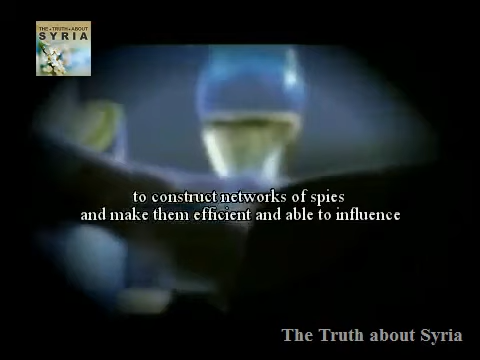 THE•TRUTH•ABOUT
SYRIA
to construct networks of spies
and make them efficient and able to influence
The Truth about Syria